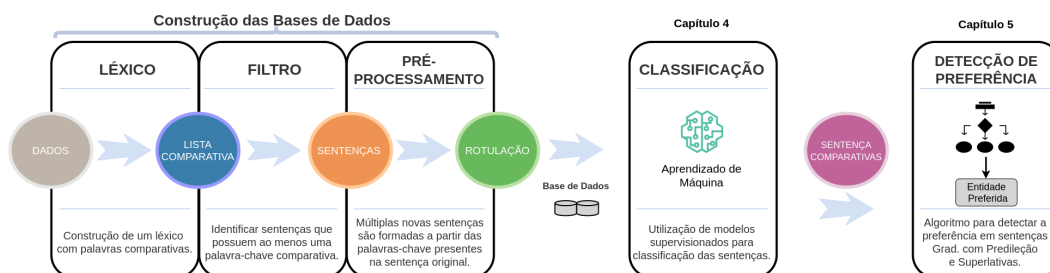 Construção das Bases de Dados
Capítulo 4
Capítulo 5
LÉXICO
FILTRO
PRÉ-
PROCESSAMENTO
CLASSIFICAÇÃO
DETECÇÃO DE
PREFERÊNCIA
DADOS
LISTA
COMPARATIVA
SENTENÇAS
ROTULAÇÃO
Base de Dados
Aprendizado de
Máquina
SENTENÇA
COMPARATIVAS
Entidade
Preferida
Construção de um léxico
com palavras comparativas.
Identificar sentenças que
possuem ao menos uma
palavra-chave comparativa.
Múltiplas novas sentenças
são formadas a partir das
palavras-chave presentes
na sentença original.
Utilização de modelos
supervisionados para
classificação das sentenças.
Algoritmo para detectar a
preferência em sentenças
Grad. com Predileção
e Superlativas.